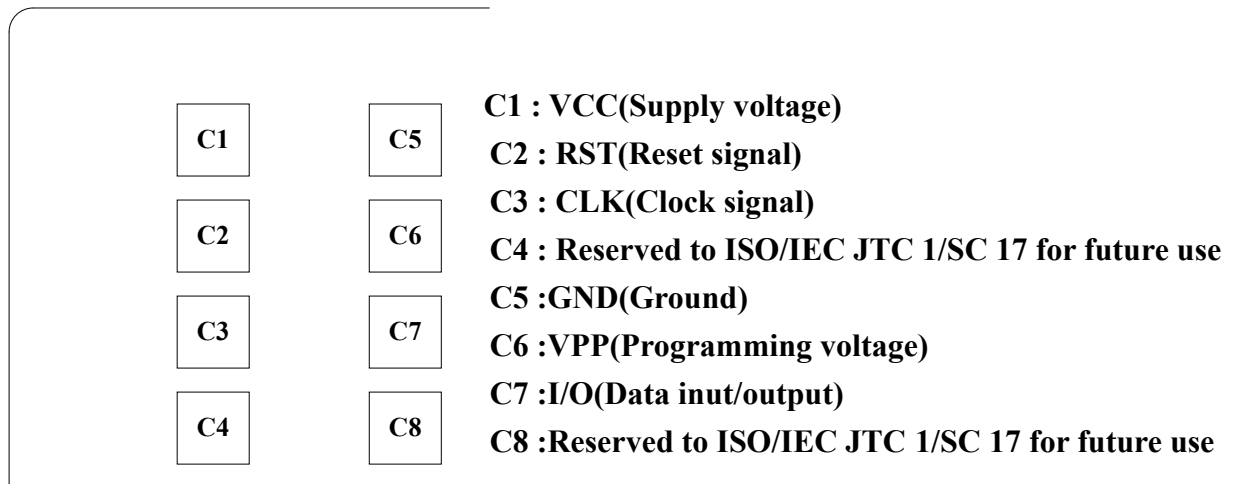 C1
C5
C2
C6
C3
C7
C4
C8
C1 : VCC(Supply voltage)
C2 : RST(Reset signal)
C3 : CLK(Clock signal)
C4 : Reserved to ISO/IEC JTC 1/SC 17 for future use
C5 :GND(Ground)
C6 :VPP(Programming voltage)
C7 :I/O(Data inut/output)
C8 :Reserved to ISO/IEC JTC 1/SC 17 for future use